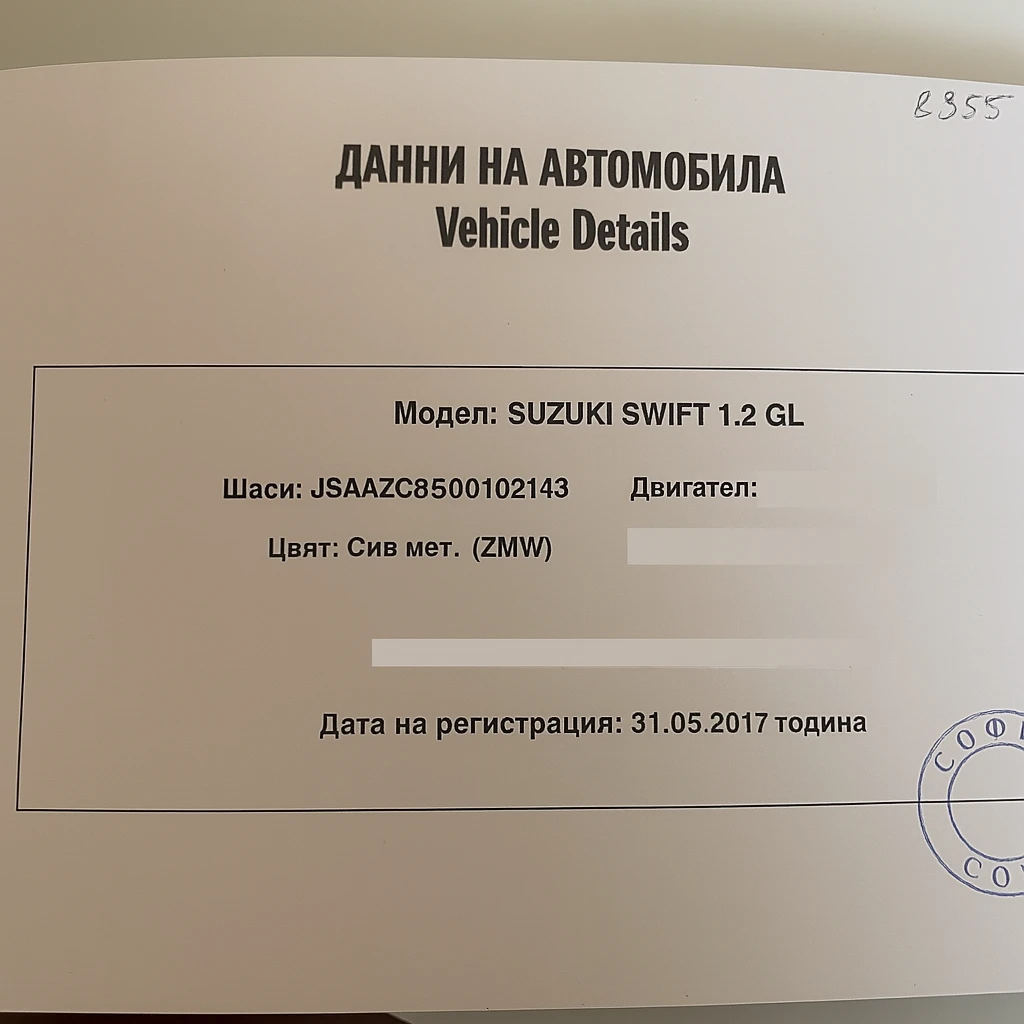 8355
ДАННИ НА АВТОМОБИЛА
Vehicle Details
Модел: SUZUKI SWIFT 1.2 GL
Шаси: JSAAZC8500102143 Двигател:
Цвят: Сив мет. (ZMW)
Дата на регистрация: 31.05.2017 година